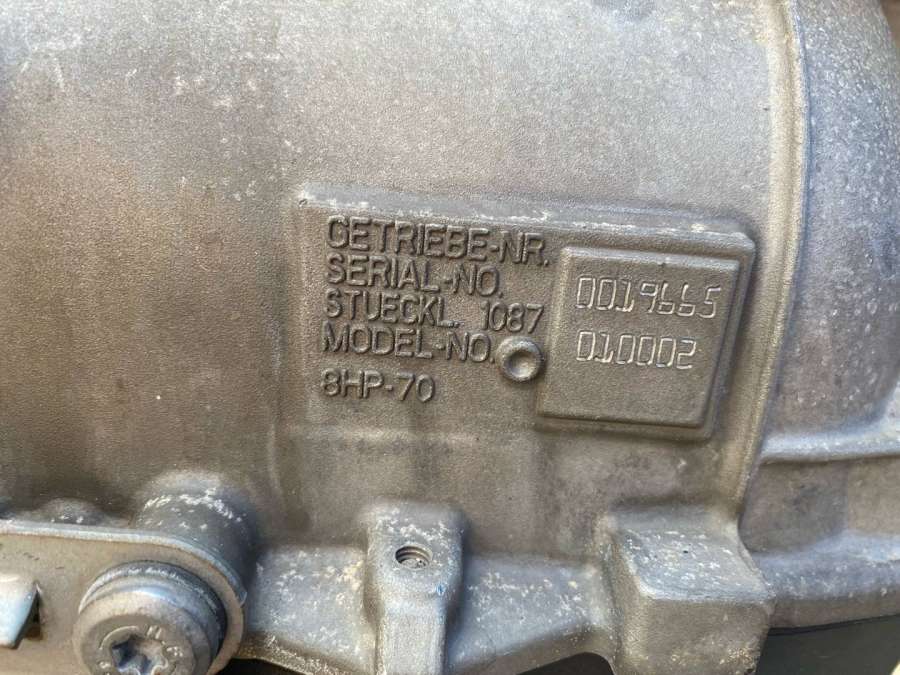 GETRIEBE-NR.
SERIAL-NO. 0019665
STUECKL. 1087
MODEL-NO. 010002
8HP-70